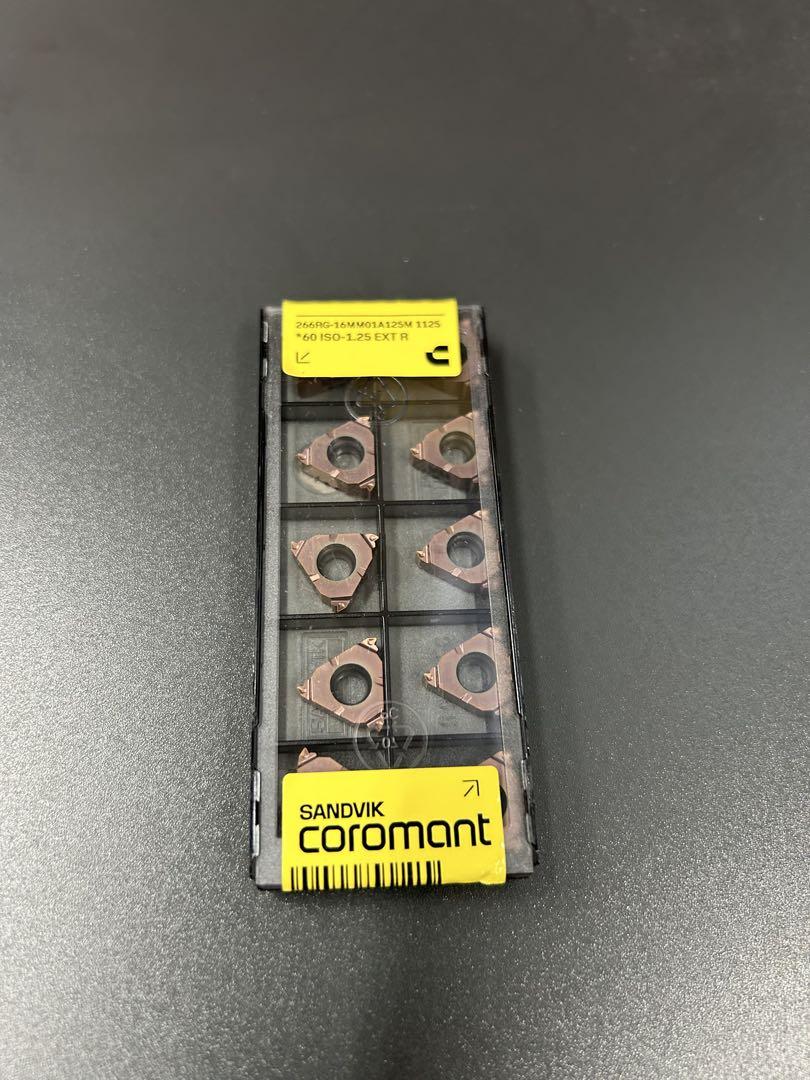 266RG-16MM01A125M 1125
*60 ISO-1.25 EXT R
SANDVIK
coromant